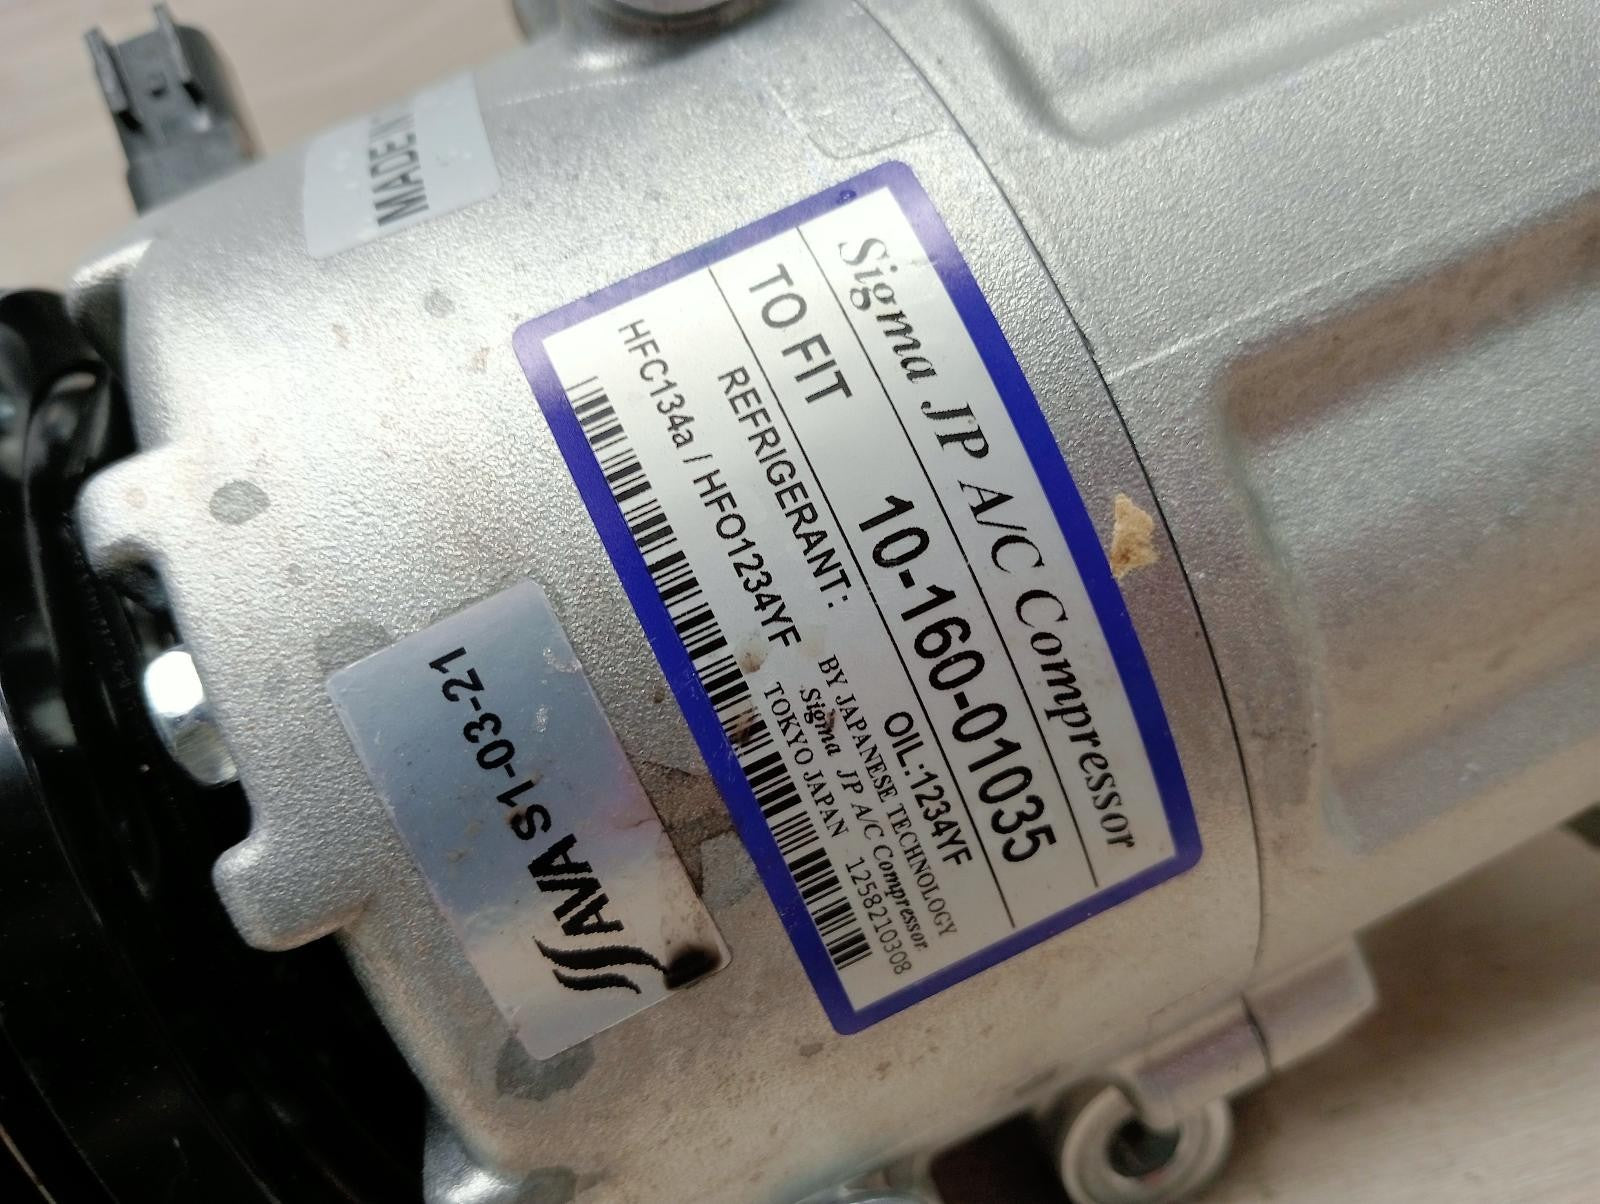 MADE IN
Sigma JP A/C Compressor
TO FIT 10-160-01035
REFRIGERANT: OIL:1234YF
HFC134a / HFO1234YF
BY JAPANESE TECHNOLOGY
Sigma JP A/C Compressor.
TOKYO JAPAN 1258210308
AVA S1-03-21